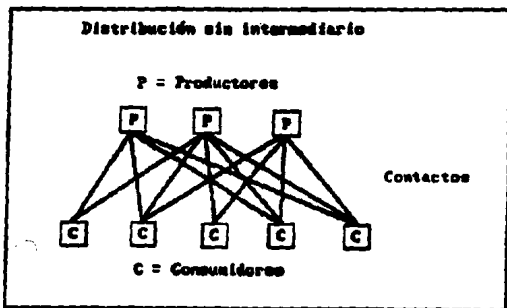 Distribución sin intermediario
P = Productores
P P P
Contactos
C C C C C
C = Consumidores